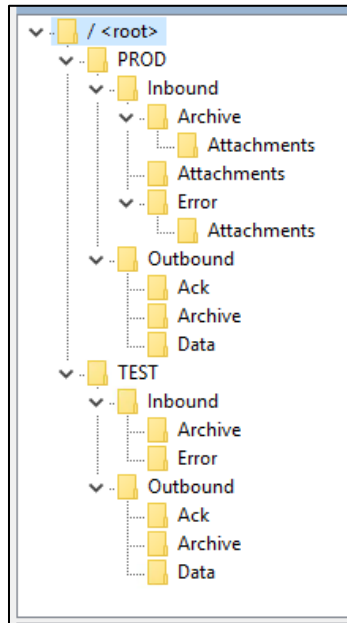 / <root>
PROD
Inbound
Archive
Attachments
Attachments
Error
Attachments
Outbound
Ack
Archive
Data
TEST
Inbound
Archive
Error
Outbound
Ack
Archive
Data